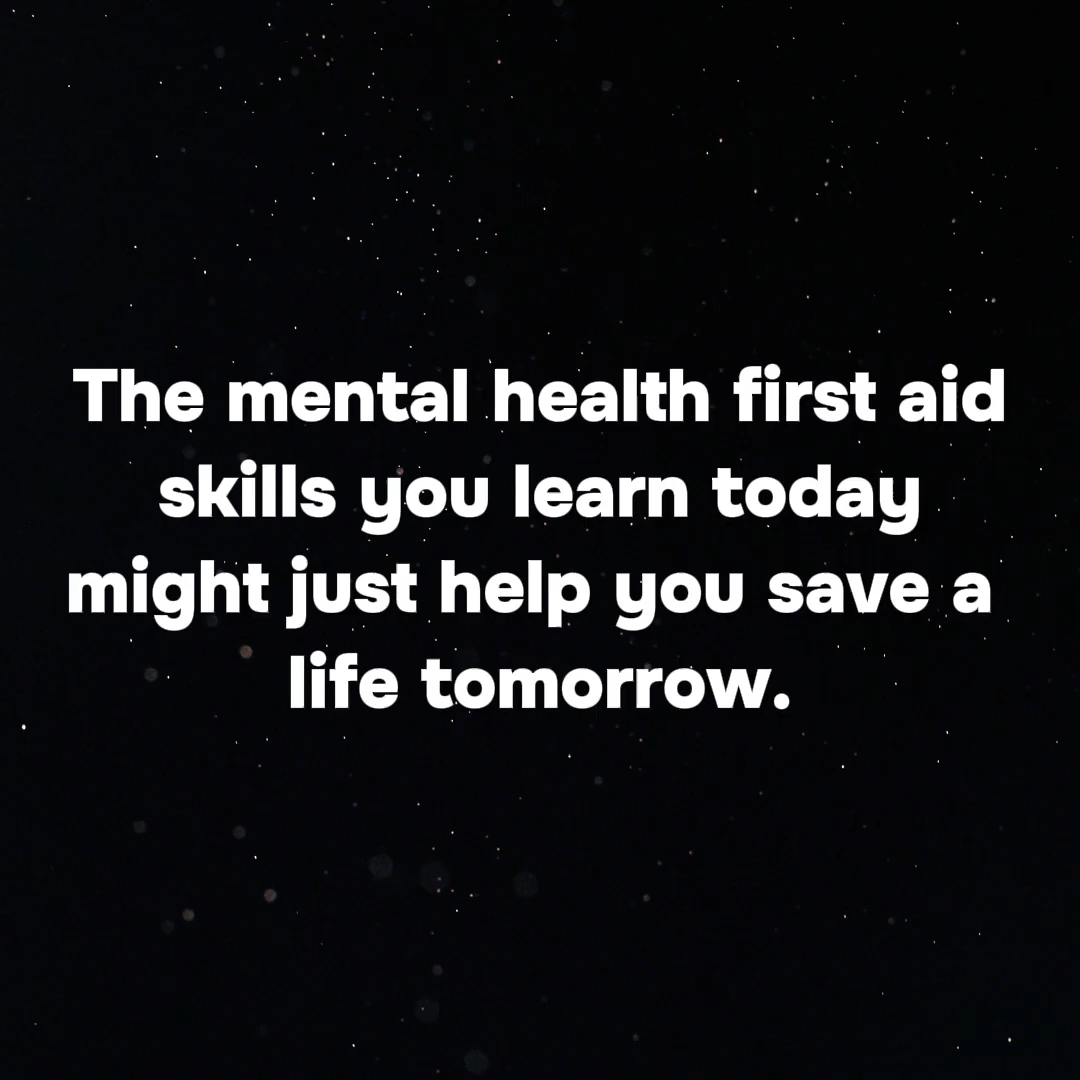 The mental health first aid
skills you learn today
might just help you save a
life tomorrow.